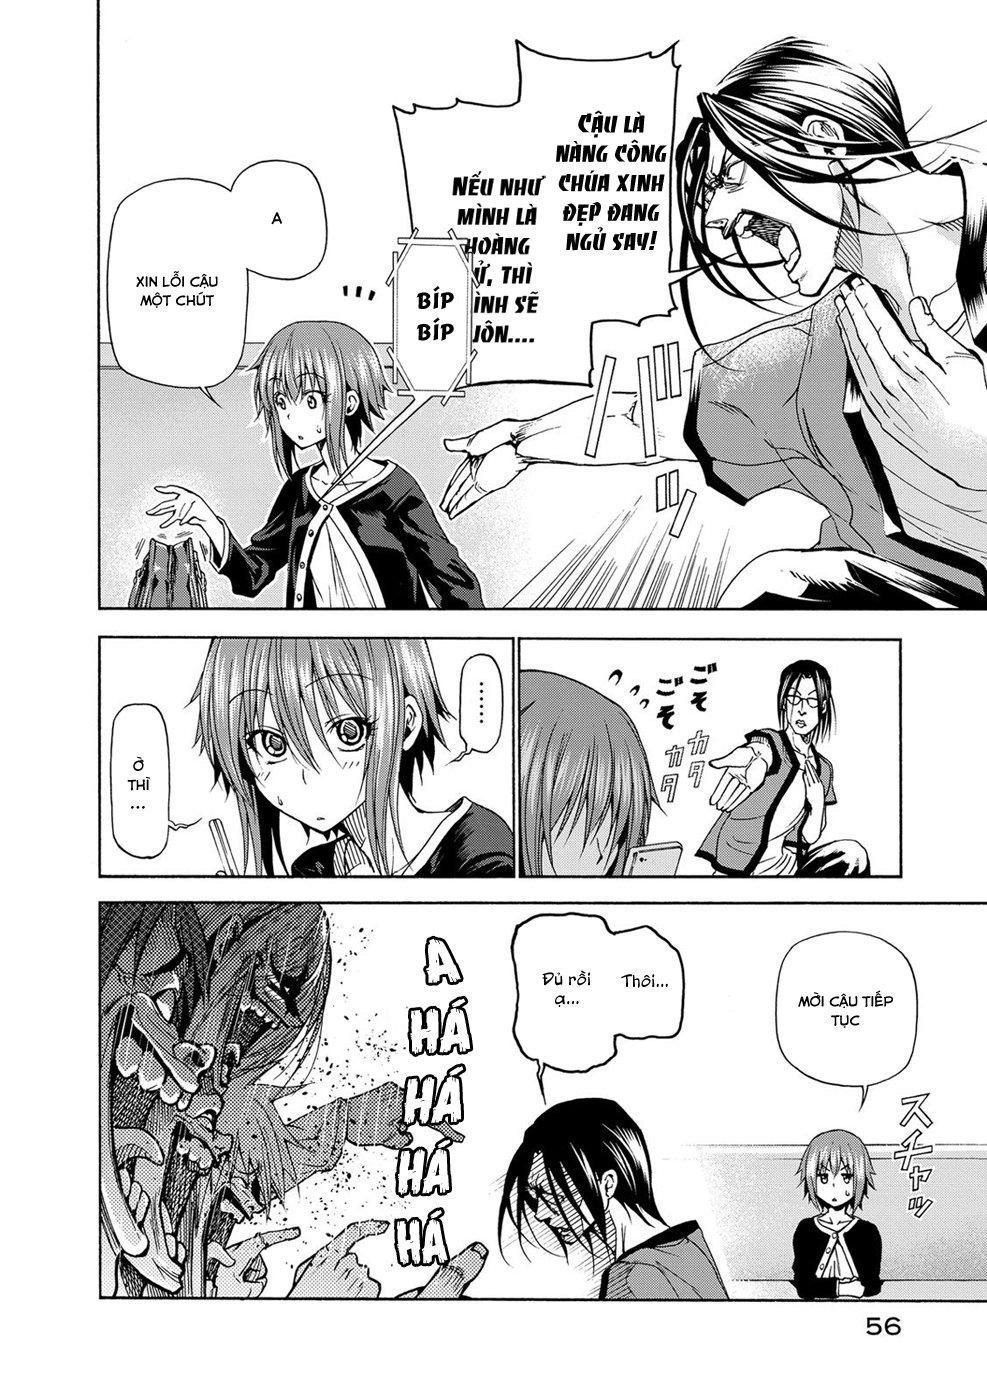 CẬU LÀ
NÀNG CÔNG
CHÚA XINH
ĐẸP ĐANG
NGỦ SAY!
NẾU NHƯ
MÌNH LÀ
HOÀNG
TỬ, THÌ
MÌNH SẼ
LUÔN....
BÍP
BÍP
A
XIN LỖI CẬU
MỘT CHÚT
ごそ
ごそ
カタ
カタ
......
Ờ
THÌ
...
MỜI CẬU TIẾP
TỤC
スチャッ
Thôi...
Đủ rồi
ạ...
A
HÁ
HÁ
HÁ
HÁ
56